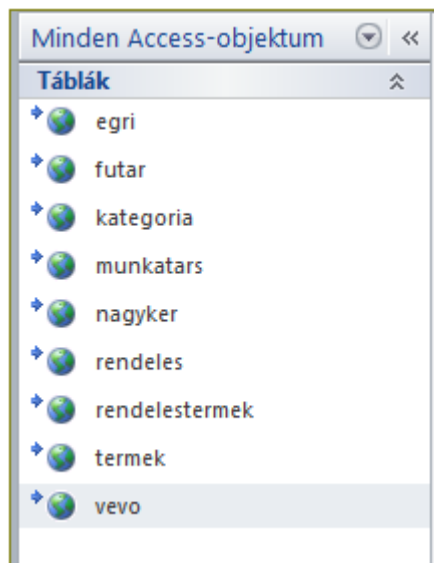 Minden Access-objektum
Táblák
egri
futar
kategoria
munkatars
nagyker
rendeles
rendelestermek
termek
vevo